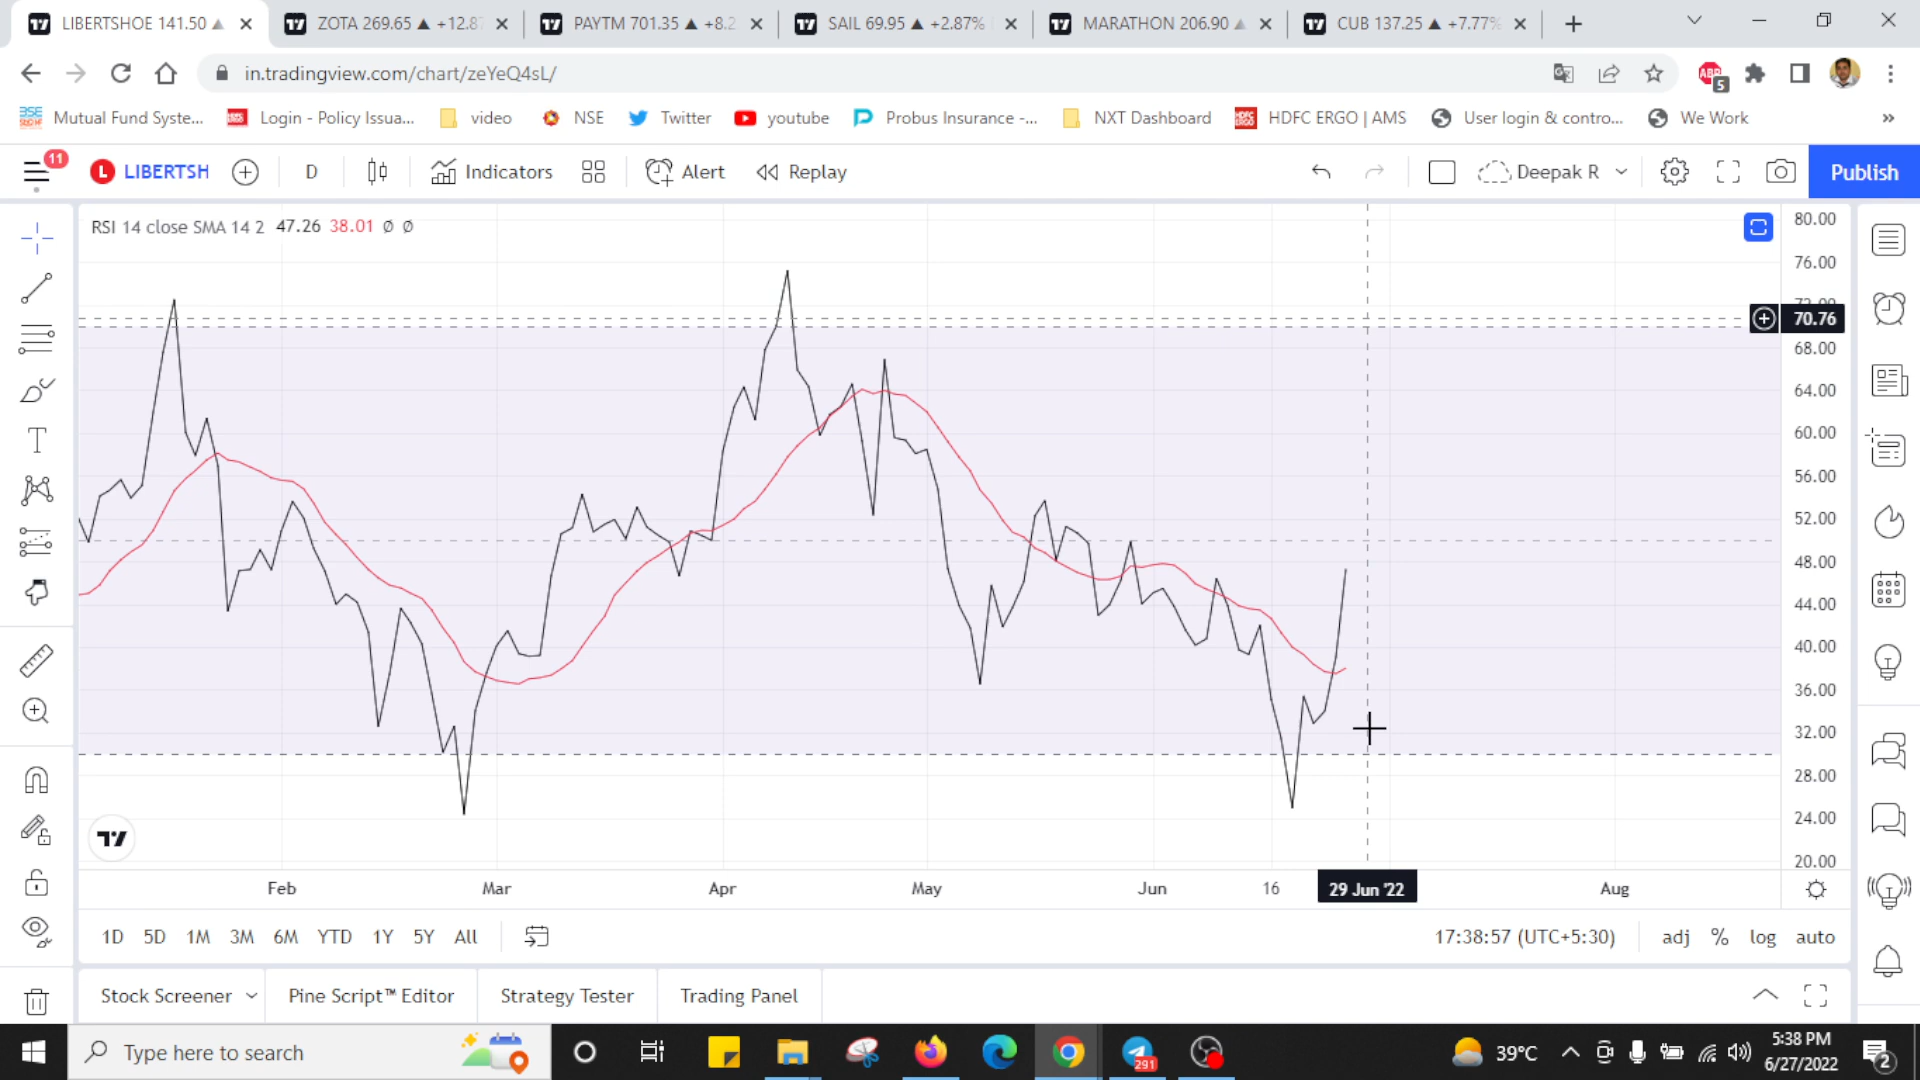 LIBERTSHOE 141.50 ▲ ZOTA 269.65 ▲ +12.8 PAYTM 701.35 ▲ +8.2 SAIL 69.95 ▲ +2.87% MARATHON 206.90 ▲ CUB 137.25 ▲ +7.77%
in.tradingview.com/chart/zeYeQ4sL/
ABP 5
Mutual Fund Syste... Login - Policy Issua... video NSE Twitter youtube Probus Insurance -... NXT Dashboard HDFC ERGO | AMS User login & contro... We Work »
11 L LIBERTSH D Indicators Alert Replay Deepak R Publish
RSI 14 close SMA 14 2 47.26 38.01 Ø Ø
80.00
76.00
72.00
70.76
68.00
64.00
60.00
56.00
52.00
48.00
44.00
40.00
36.00
32.00
28.00
24.00
20.00
Feb Mar Apr May Jun 16 29 Jun '22 Aug
1D 5D 1M 3M 6M YTD 1Y 5Y All 17:38:57 (UTC+5:30) adj % log auto
Stock Screener Pine Script™ Editor Strategy Tester Trading Panel
Type here to search 291 39°C 5:38 PM
6/27/2022 2